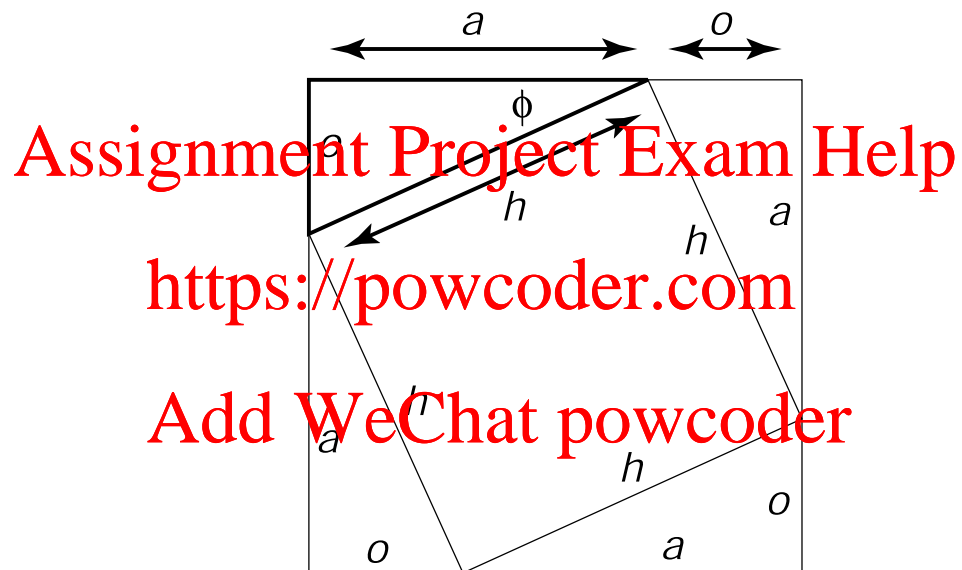 a o
ϕ
o
Assignment Project Exam Help
h
a
h
https://powcoder.com
h
Add WeChat powcoder
a
h
o
o
a